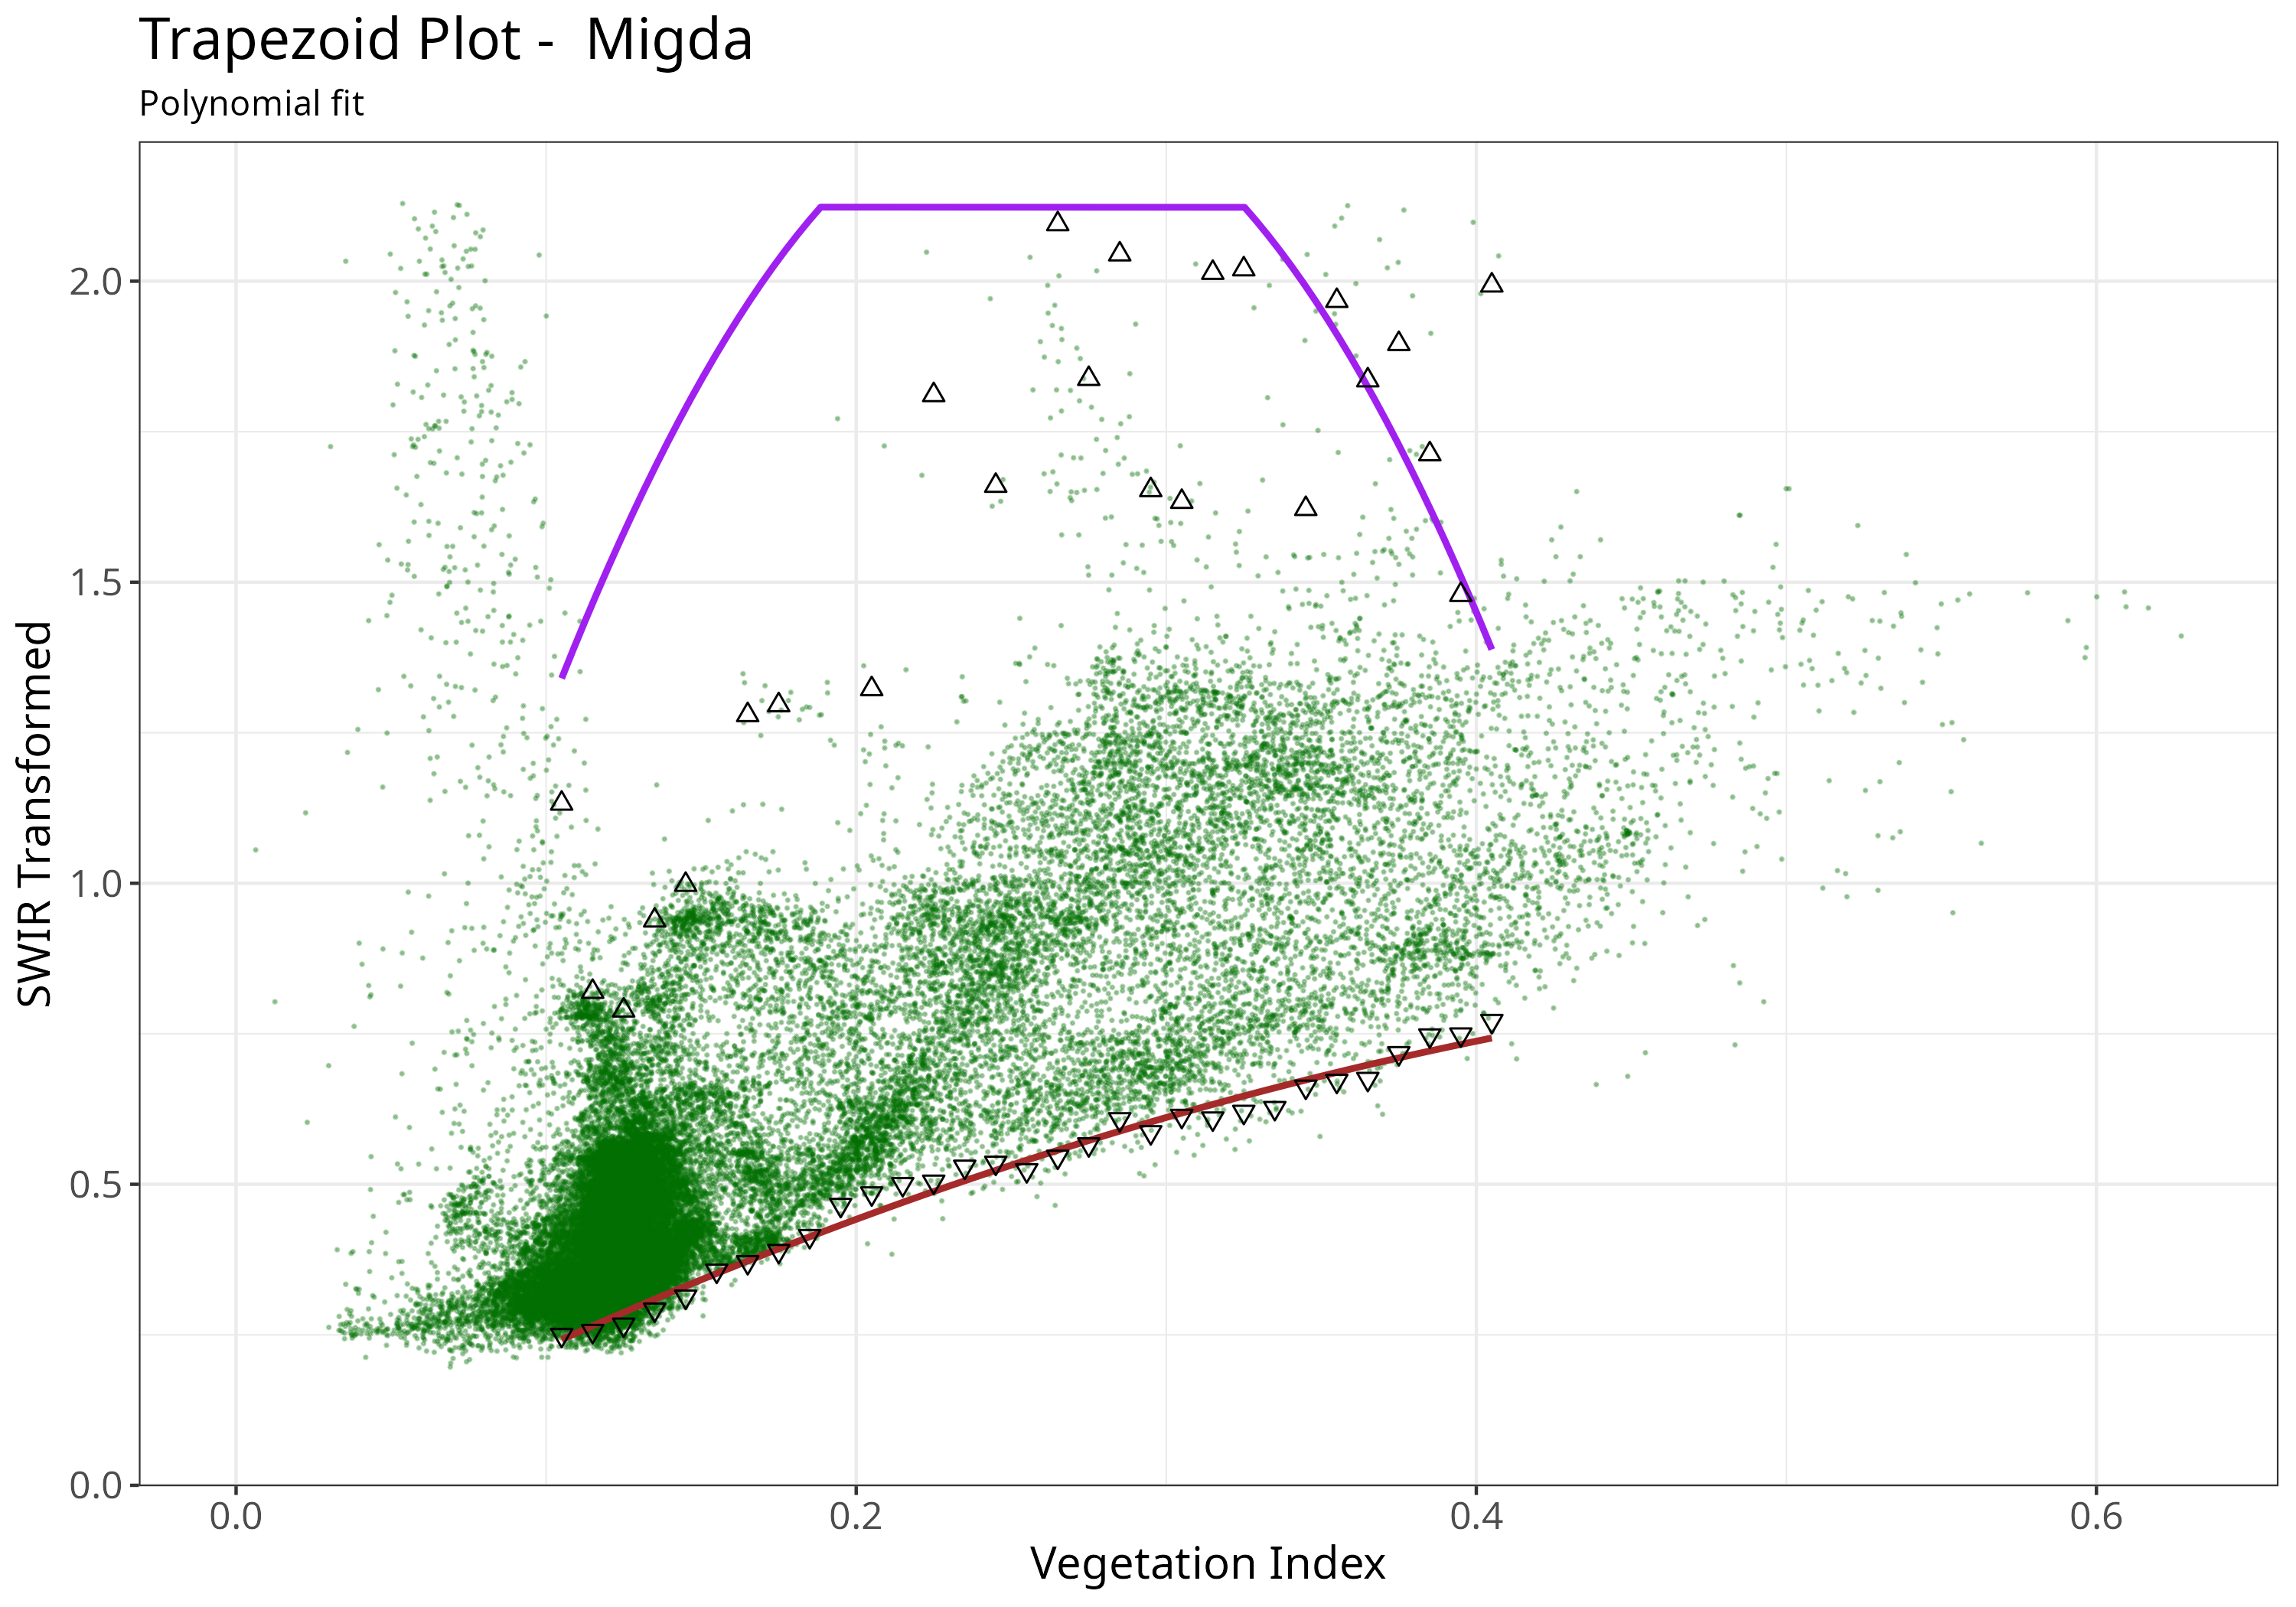 Trapezoid Plot -  Migda
Polynomial fit
SWIR Transformed
2.0
1.5
1.0
0.5
0.0
0.0 0.2 0.4 0.6
Vegetation Index